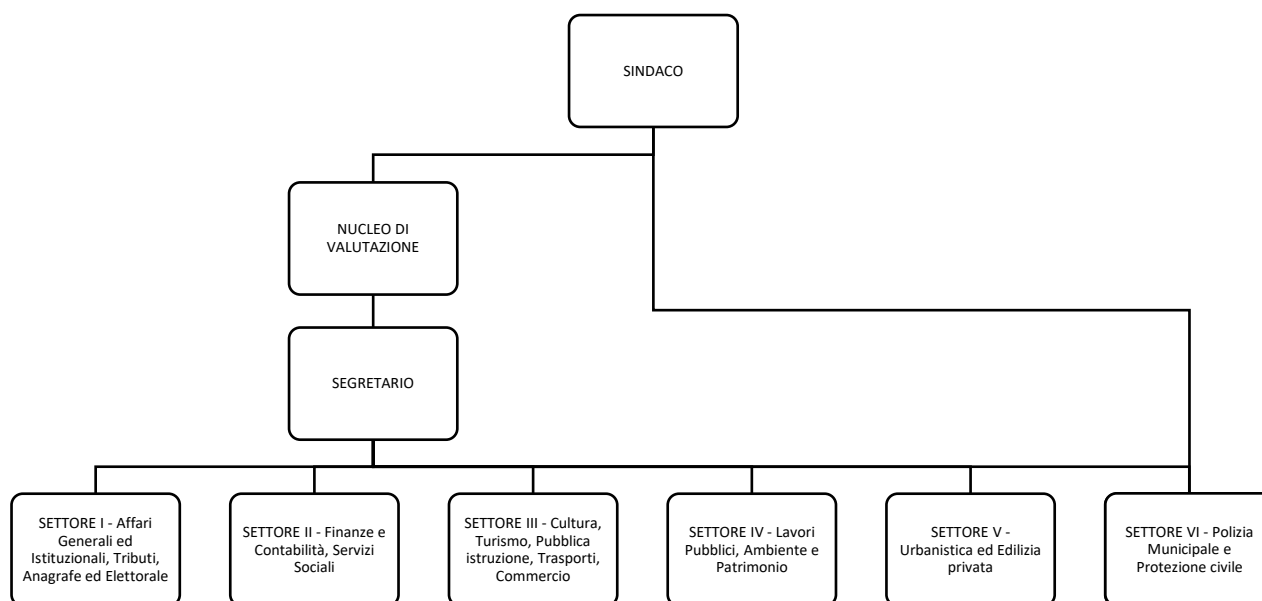 SINDACO
NUCLEO DI
VALUTAZIONE
SEGRETARIO
SETTORE I - Affari
Generali ed
Istituzionali, Tributi,
Anagrafe ed Elettorale
SETTORE II - Finanze e
Contabilità, Servizi
Sociali
SETTORE III - Cultura,
Turismo, Pubblica
istruzione, Trasporti,
Commercio
SETTORE IV - Lavori
Pubblici, Ambiente e
Patrimonio
SETTORE V -
Urbanistica ed Edilizia
privata
SETTORE VI - Polizia
Municipale e
Protezione civile